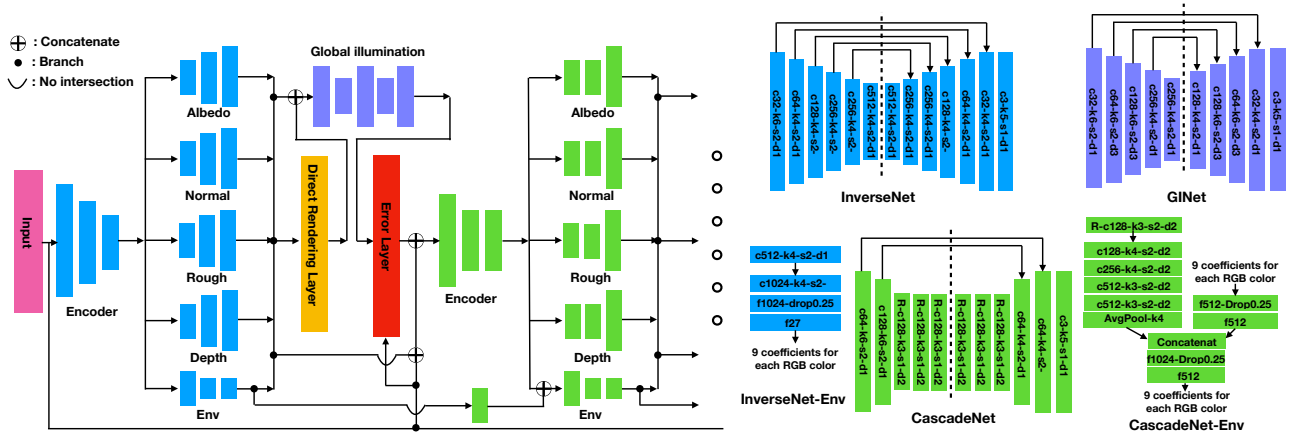 : Concatenate
: Branch
: No intersection
Global illumination
Albedo
Normal
Rough
Depth
Env
Input
Encoder
Direct Rendering Layer
Error Layer
Encoder
Albedo
Normal
Rough
Depth
Env
c32-k6-s2-d1
c64-k4-s2-d1
c128-k4-s2-
c256-k4-s2-
c256-k4-s2-
c512-k4-s2-d1
c512-k4-s2-d1
c256-k4-s2-d1
c256-k4-s2-d1
c128-k4-s2-
c64-k4-s2-d1
c32-k4-s2-d1
c3-k5-s1-d1
InverseNet
c32-k6-s2-d1
c64-k6-s2-d3
c128-k6-s2-d3
c256-k4-s2-d1
c256-k4-s2-d1
c128-k4-s2-d1
c128-k6-s2-d3
c64-k6-s2-d3
c32-k4-s2-d1
c3-k5-s1-d1
GINet
c512-k4-s2-d1
c1024-k4-s2-
f1024-drop0.25
f27
9 coefficients for
each RGB color
InverseNet-Env
c64-k6-s2-d1
c128-k6-s2-d1
R-c128-k3-s1-d2
R-c128-k3-s1-d2
R-c128-k3-s1-d2
R-c128-k3-s1-d2
R-c128-k3-s1-d2
R-c128-k3-s1-d2
c64-k4-s2-d1
c64-k4-s2-
c3-k5-s1-d1
CascadeNet
R-c128-k3-s2-d2
c128-k4-s2-d2
c256-k4-s2-d2
c512-k3-s2-d2
c512-k3-s2-d2
AvgPool-k4
9 coefficients for
each RGB color
f512-Drop0.25
f512
Concatenat
f1024-Drop0.25
f512
9 coefficients for
each RGB color
CascadeNet-Env